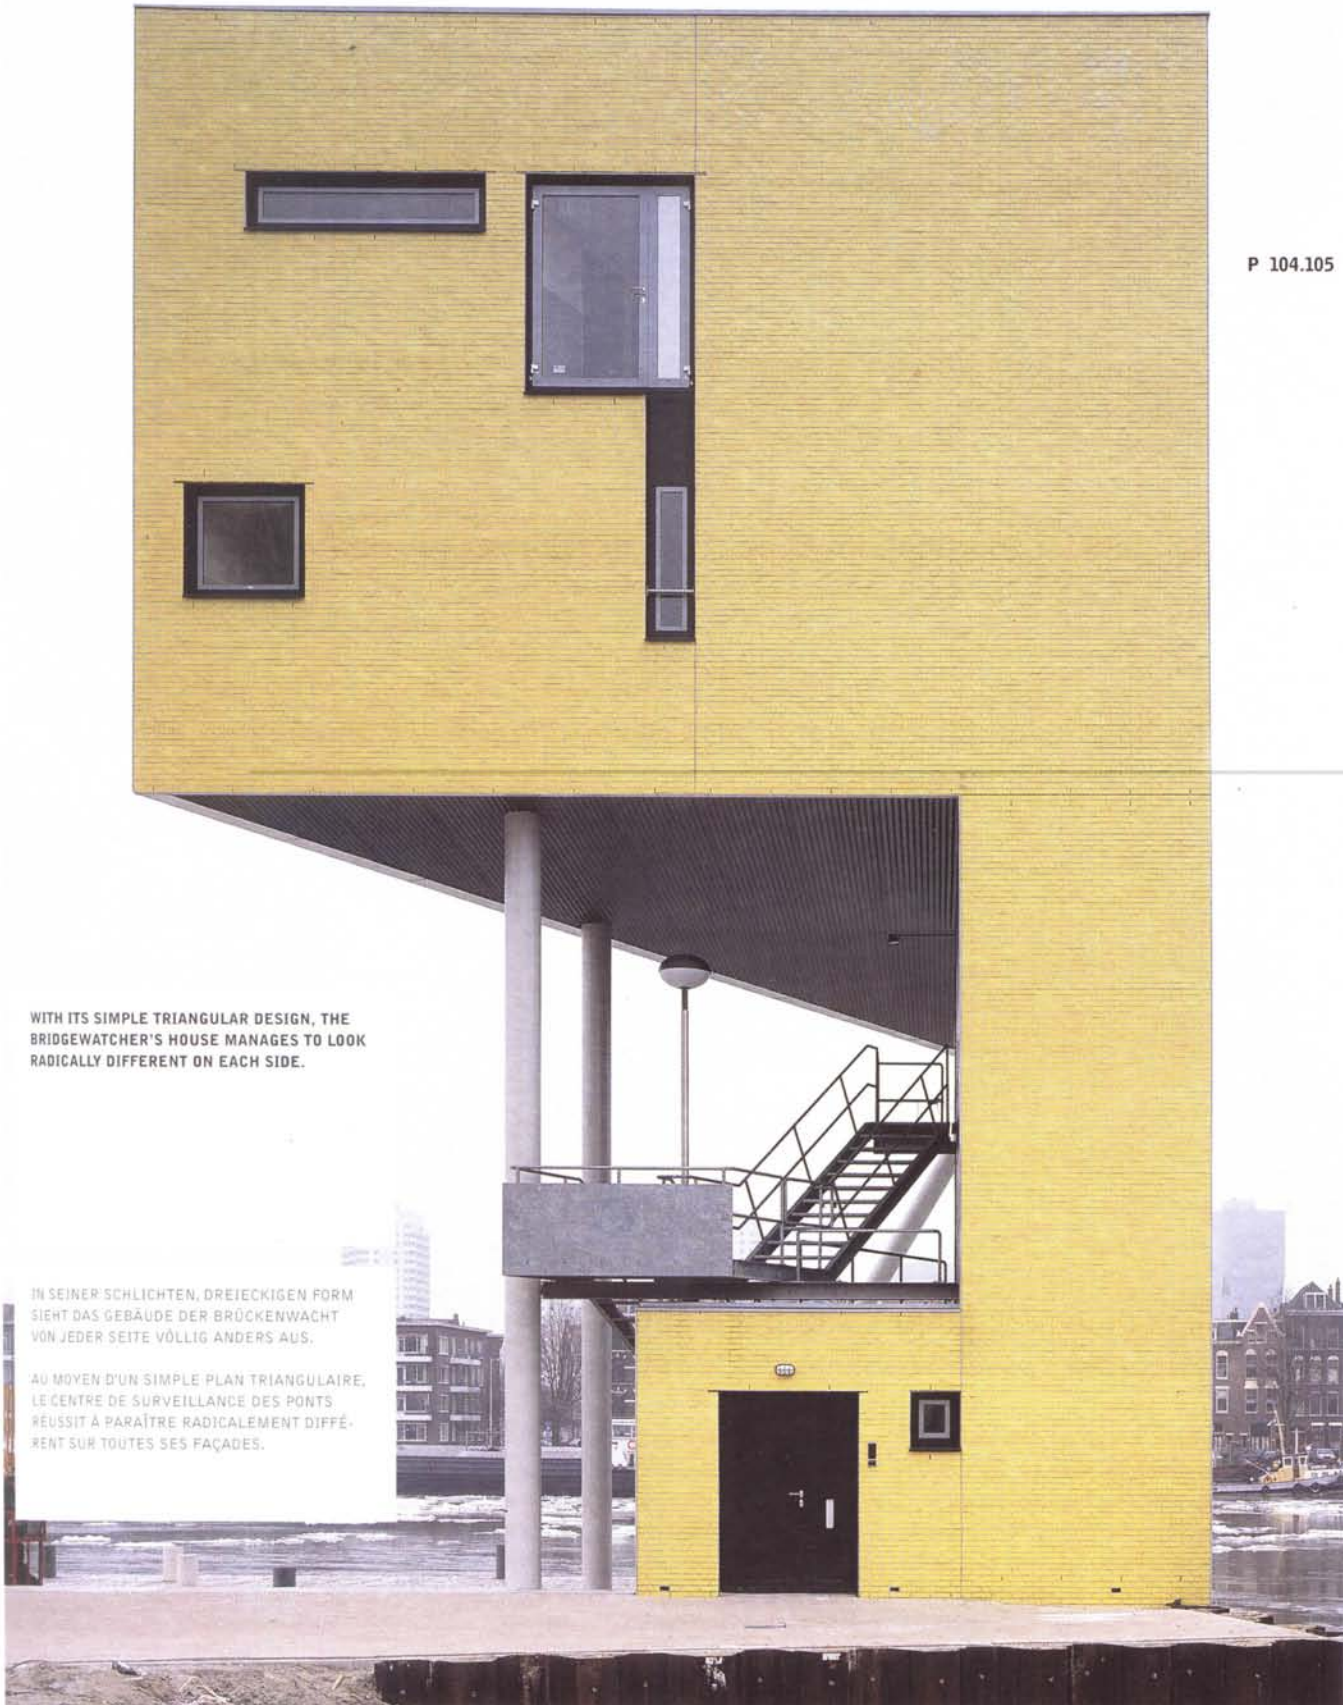 P 104.105
WITH ITS SIMPLE TRIANGULAR DESIGN, THE
BRIDGEWATCHER'S HOUSE MANAGES TO LOOK
RADICALLY DIFFERENT ON EACH SIDE.
IN SEINER SCHLICHTEN, DREIECKIGEN FORM
SIEHT DAS GEBÄUDE DER BRÜCKENWACHT
VON JEDER SEITE VÖLLIG ANDERS AUS.
AU MOYEN D'UN SIMPLE PLAN TRIANGULAIRE,
LE CENTRE DE SURVEILLANCE DES PONTS
RÉUSSIT À PARAÎTRE RADICALEMENT DIFFÉ-
RENT SUR TOUTES SES FAÇADES.